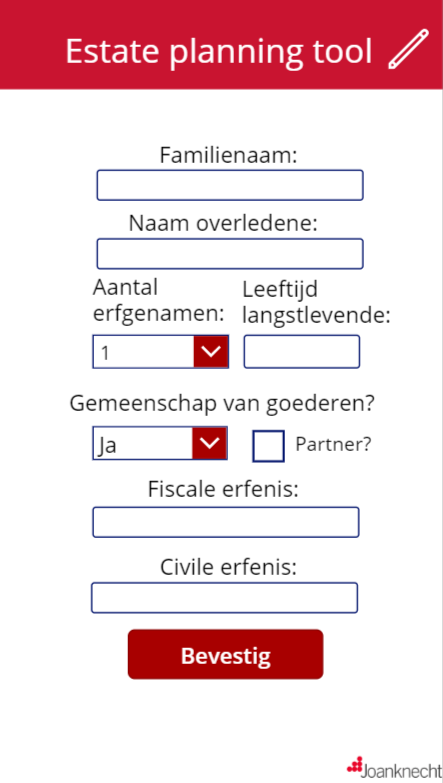 Estate planning tool
Familienaam:
Naam overledene:
Aantal
erfgenamen:
Leeftijd
langstlevende:
1
Gemeenschap van goederen?
Ja
Partner?
Fiscale erfenis:
Civile erfenis:
Bevestig
Joanknecht